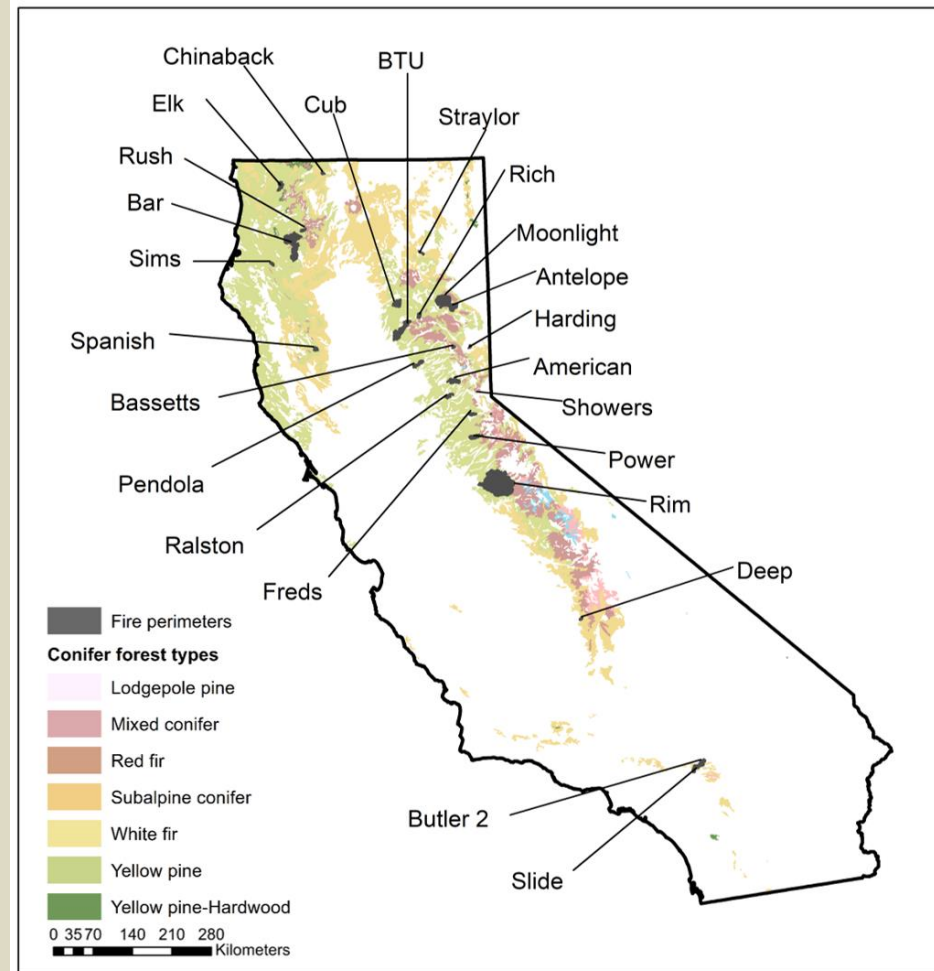 Chinaback
BTU
Elk
Cub
Straylor
Rush
Rich
Bar
Moonlight
Sims
Antelope
Harding
Spanish
American
Bassetts
Showers
Power
Pendola
Rim
Ralston
Deep
Freds
Fire perimeters
Conifer forest types
Lodgepole pine
Mixed conifer
Red fir
Subalpine conifer
Butler 2
White fir
Yellow pine
Slide
Yellow pine-Hardwood
0 35 70 140 210 280
Kilometers